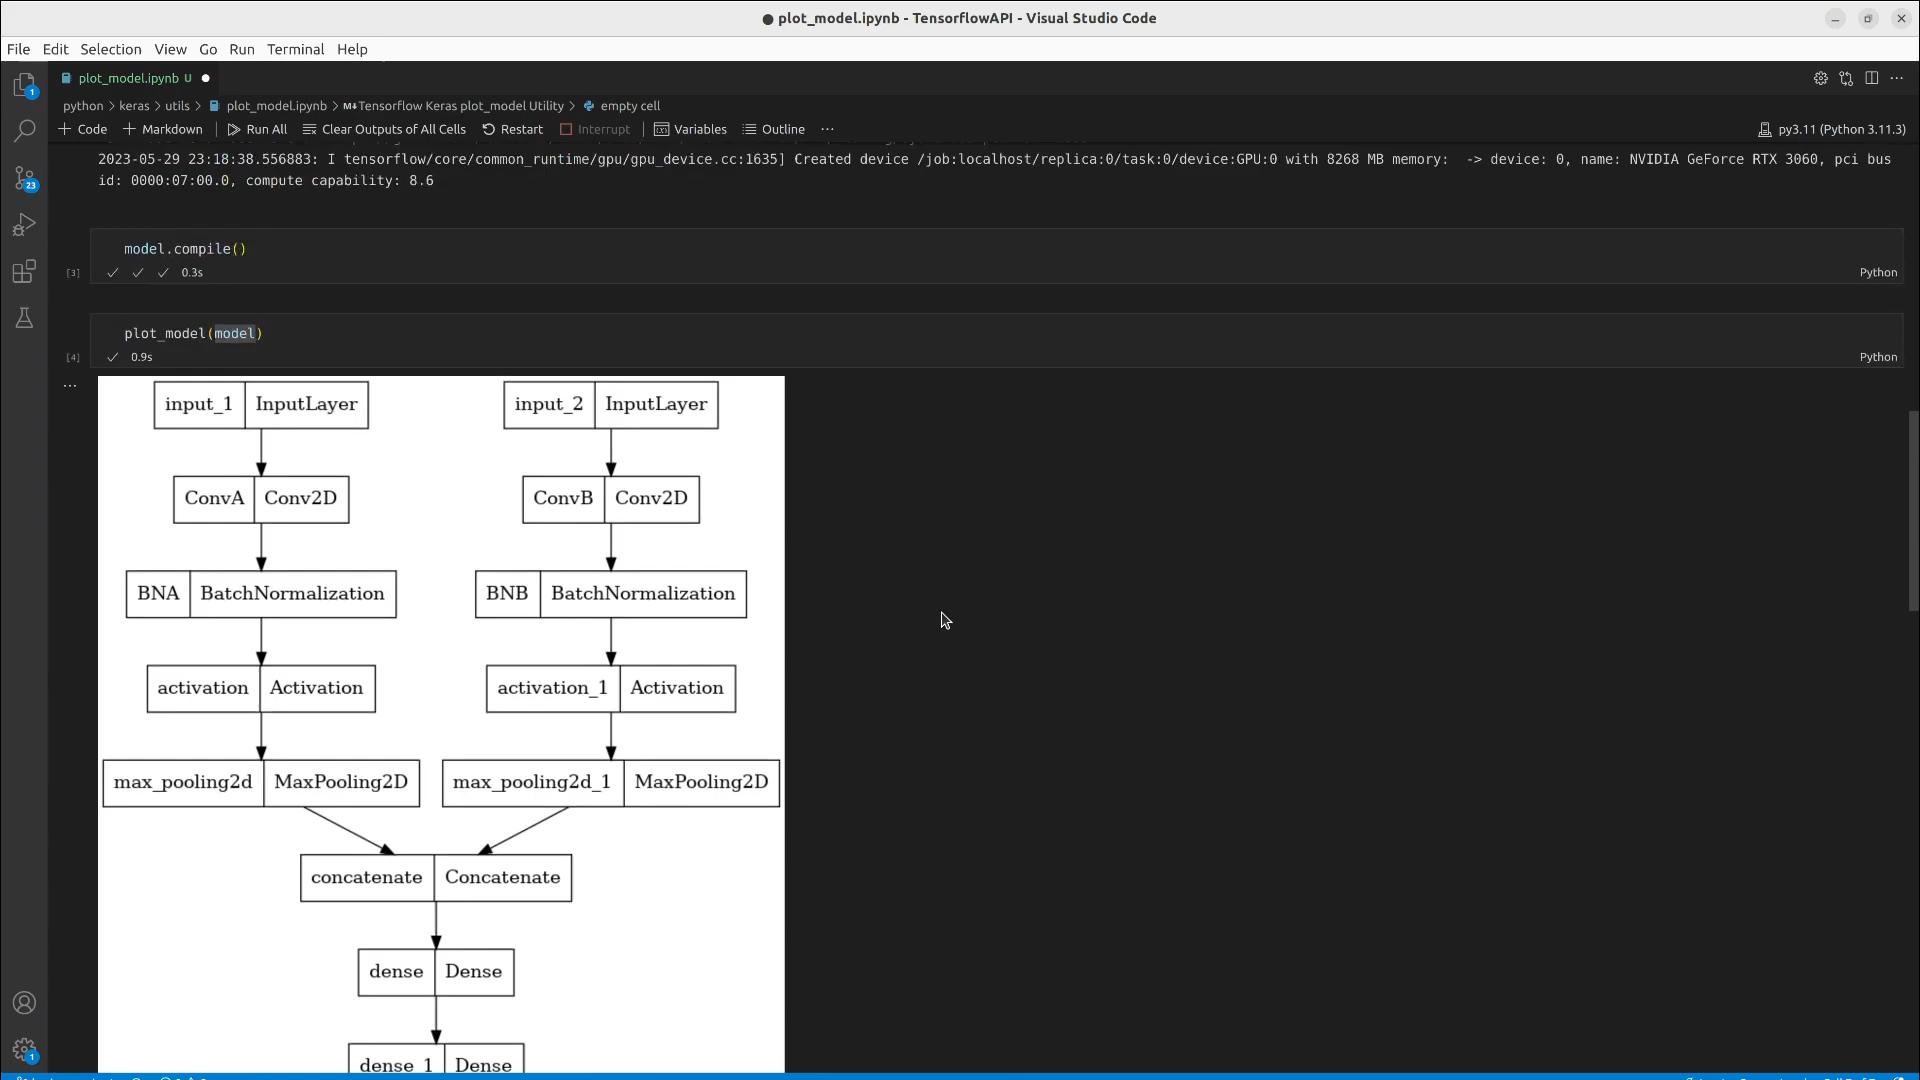 plot_model.ipynb - TensorflowAPI - Visual Studio Code
File Edit Selection View Go Run Terminal Help
plot_model.ipynb U
python > keras > utils > plot_model.ipynb > M↓Tensorflow Keras plot_model Utility > empty cell
+ Code + Markdown Run All Clear Outputs of All Cells Restart Interrupt Variables Outline ... py3.11 (Python 3.11.3)
2023-05-29 23:18:38.556883: I tensorflow/core/common_runtime/gpu/gpu_device.cc:1635] Created device /job:localhost/replica:0/task:0/device:GPU:0 with 8268 MB memory:  -> device: 0, name: NVIDIA GeForce RTX 3060, pci bus
id: 0000:07:00.0, compute capability: 8.6
model.compile()
[3] 0.3s Python
plot_model(model)
[4] 0.9s Python
input_1 InputLayer input_2 InputLayer
ConvA Conv2D ConvB Conv2D
BNA BatchNormalization BNB BatchNormalization
activation Activation activation_1 Activation
max_pooling2d MaxPooling2D max_pooling2d_1 MaxPooling2D
concatenate Concatenate
dense Dense
dense_1 Dense
1
23
1